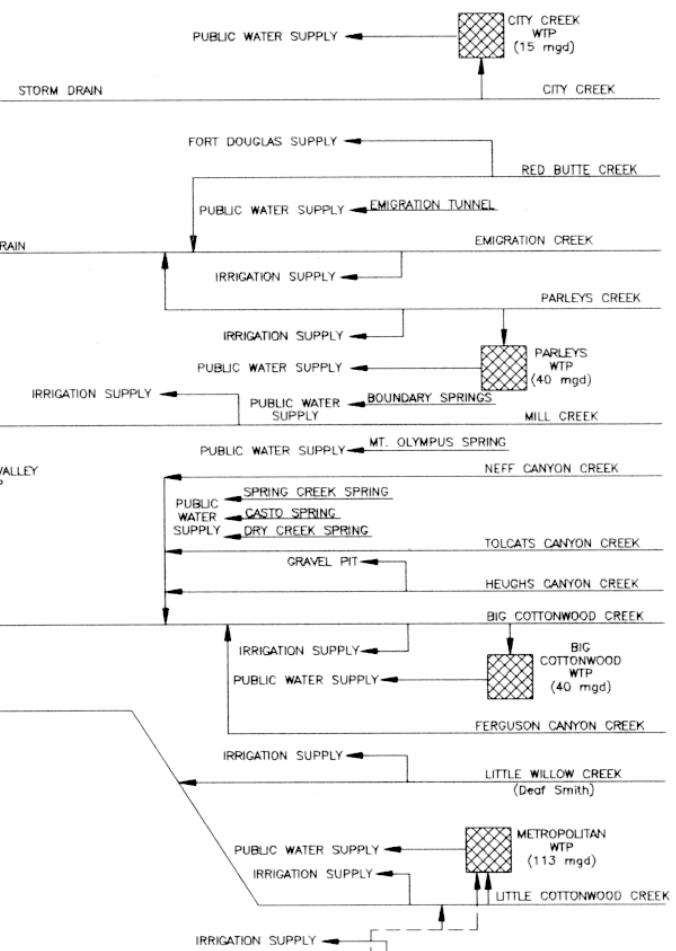 CITY CREEK
WTP
(15 mgd)
PUBLIC WATER SUPPLY
STORM DRAIN
CITY CREEK
FORT DOUGLAS SUPPLY
RED BUTTE CREEK
PUBLIC WATER SUPPLY
EMIGRATION TUNNEL
RAIN
EMIGRATION CREEK
IRRIGATION SUPPLY
PARLEYS CREEK
IRRIGATION SUPPLY
PARLEYS
WTP
(40 mgd)
PUBLIC WATER SUPPLY
IRRIGATION SUPPLY
PUBLIC WATER
SUPPLY
BOUNDARY SPRINGS
MILL CREEK
PUBLIC WATER SUPPLY
MT. OLYMPUS SPRING
VALLEY
P
NEFF CANYON CREEK
PUBLIC
WATER
SUPPLY
SPRING CREEK SPRING
CASTO SPRING
DRY CREEK SPRING
TOLCATS CANYON CREEK
GRAVEL PIT
HEUGHS CANYON CREEK
BIG COTTONWOOD CREEK
IRRIGATION SUPPLY
BIG
COTTONWOOD
WTP
(40 mgd)
PUBLIC WATER SUPPLY
FERGUSON CANYON CREEK
IRRIGATION SUPPLY
LITTLE WILLOW CREEK
(Deaf Smith)
METROPOLITAN
WTP
(113 mgd)
PUBLIC WATER SUPPLY
IRRIGATION SUPPLY
LITTLE COTTONWOOD CREEK
IRRIGATION SUPPLY